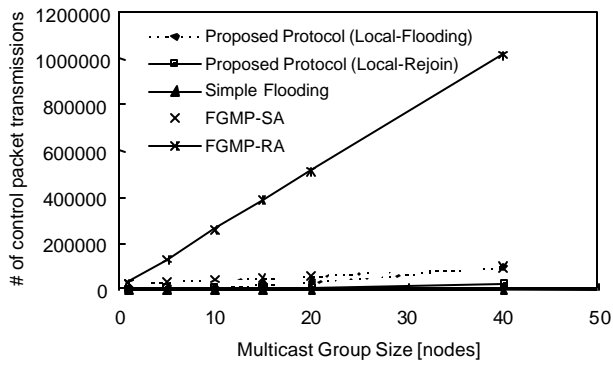 # of control packet transmissions
1200000
1000000
800000
600000
400000
200000
0
Proposed Protocol (Local-Flooding)
Proposed Protocol (Local-Rejoin)
Simple Flooding
FGMP-SA
FGMP-RA
0 10 20 30 40 50
Multicast Group Size [nodes]